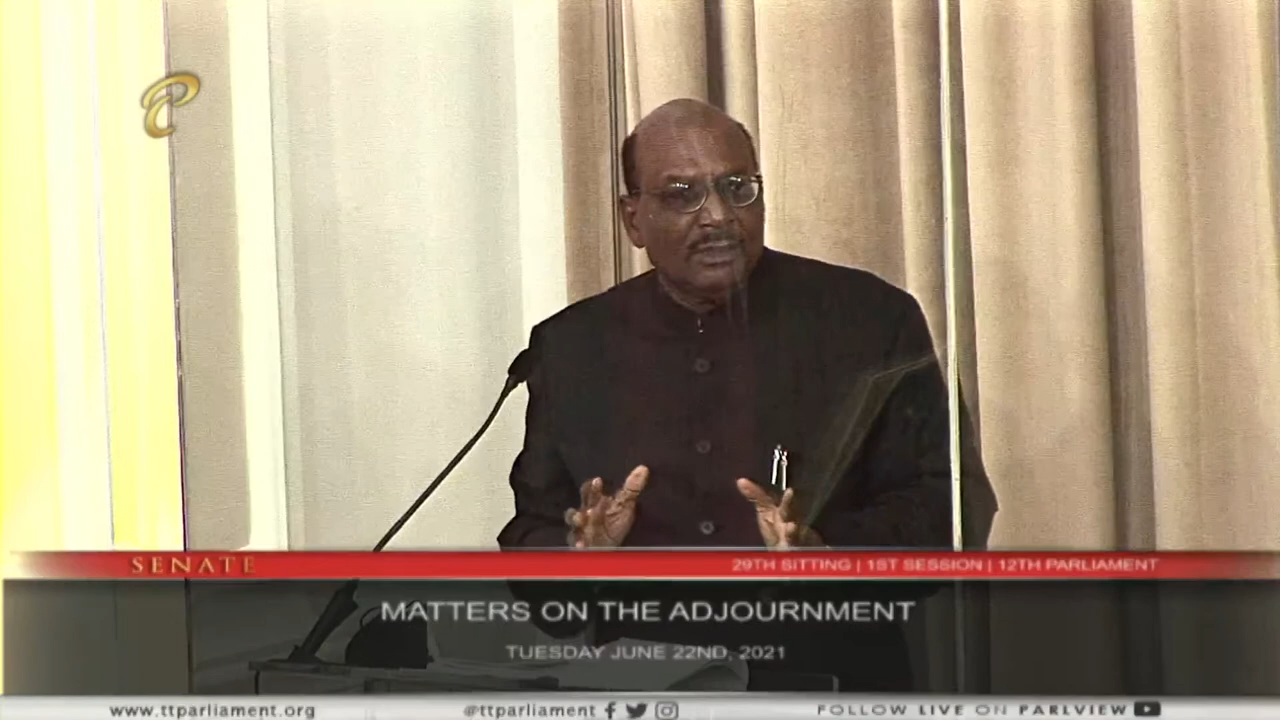 SENATE
29TH SITTING | 1ST SESSION | 12TH PARLIAMENT
MATTERS ON THE ADJOURNMENT
TUESDAY JUNE 22ND, 2021
www.ttparliament.org @ttparliament FOLLOW LIVE ON PARLVIEW